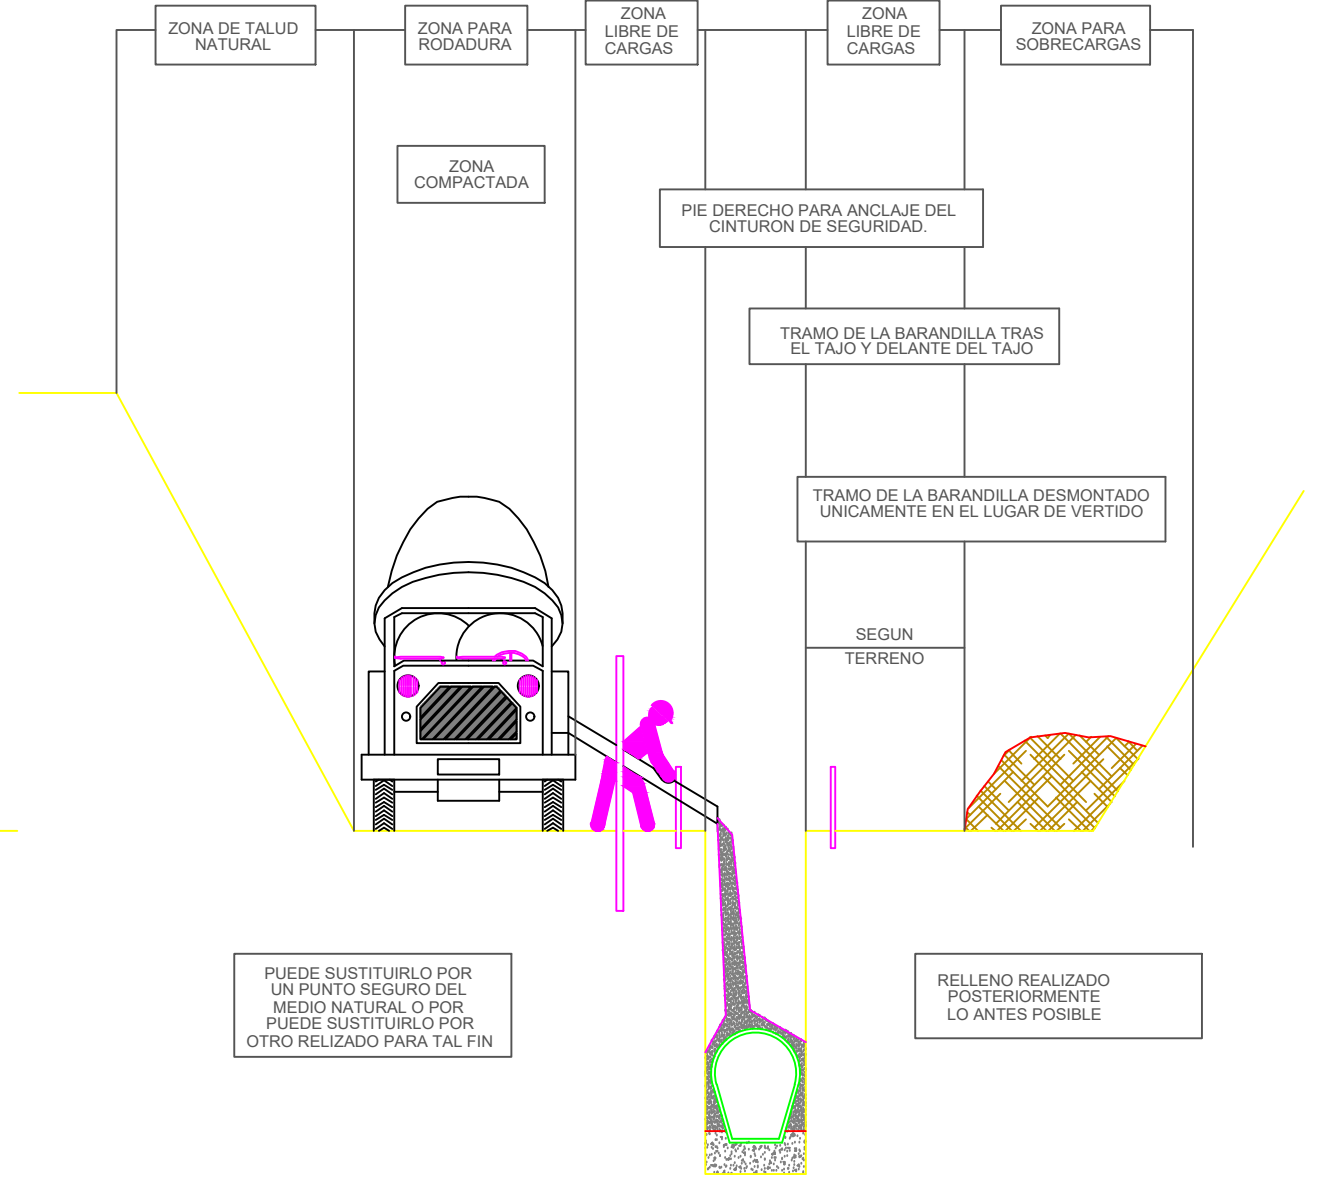 ZONA DE TALUD
NATURAL
ZONA PARA
RODADURA
ZONA
LIBRE DE
CARGAS
ZONA
LIBRE DE
CARGAS
ZONA PARA
SOBRECARGAS
ZONA
COMPACTADA
PIE DERECHO PARA ANCLAJE DEL
CINTURON DE SEGURIDAD.
TRAMO DE LA BARANDILLA TRAS
EL TAJO Y DELANTE DEL TAJO
TRAMO DE LA BARANDILLA DESMONTADO
UNICAMENTE EN EL LUGAR DE VERTIDO
SEGUN
TERRENO
PUEDE SUSTITUIRLO POR
UN PUNTO SEGURO DEL
MEDIO NATURAL O POR
PUEDE SUSTITUIRLO POR
OTRO RELIZADO PARA TAL FIN
RELLENO REALIZADO
POSTERIORMENTE
LO ANTES POSIBLE